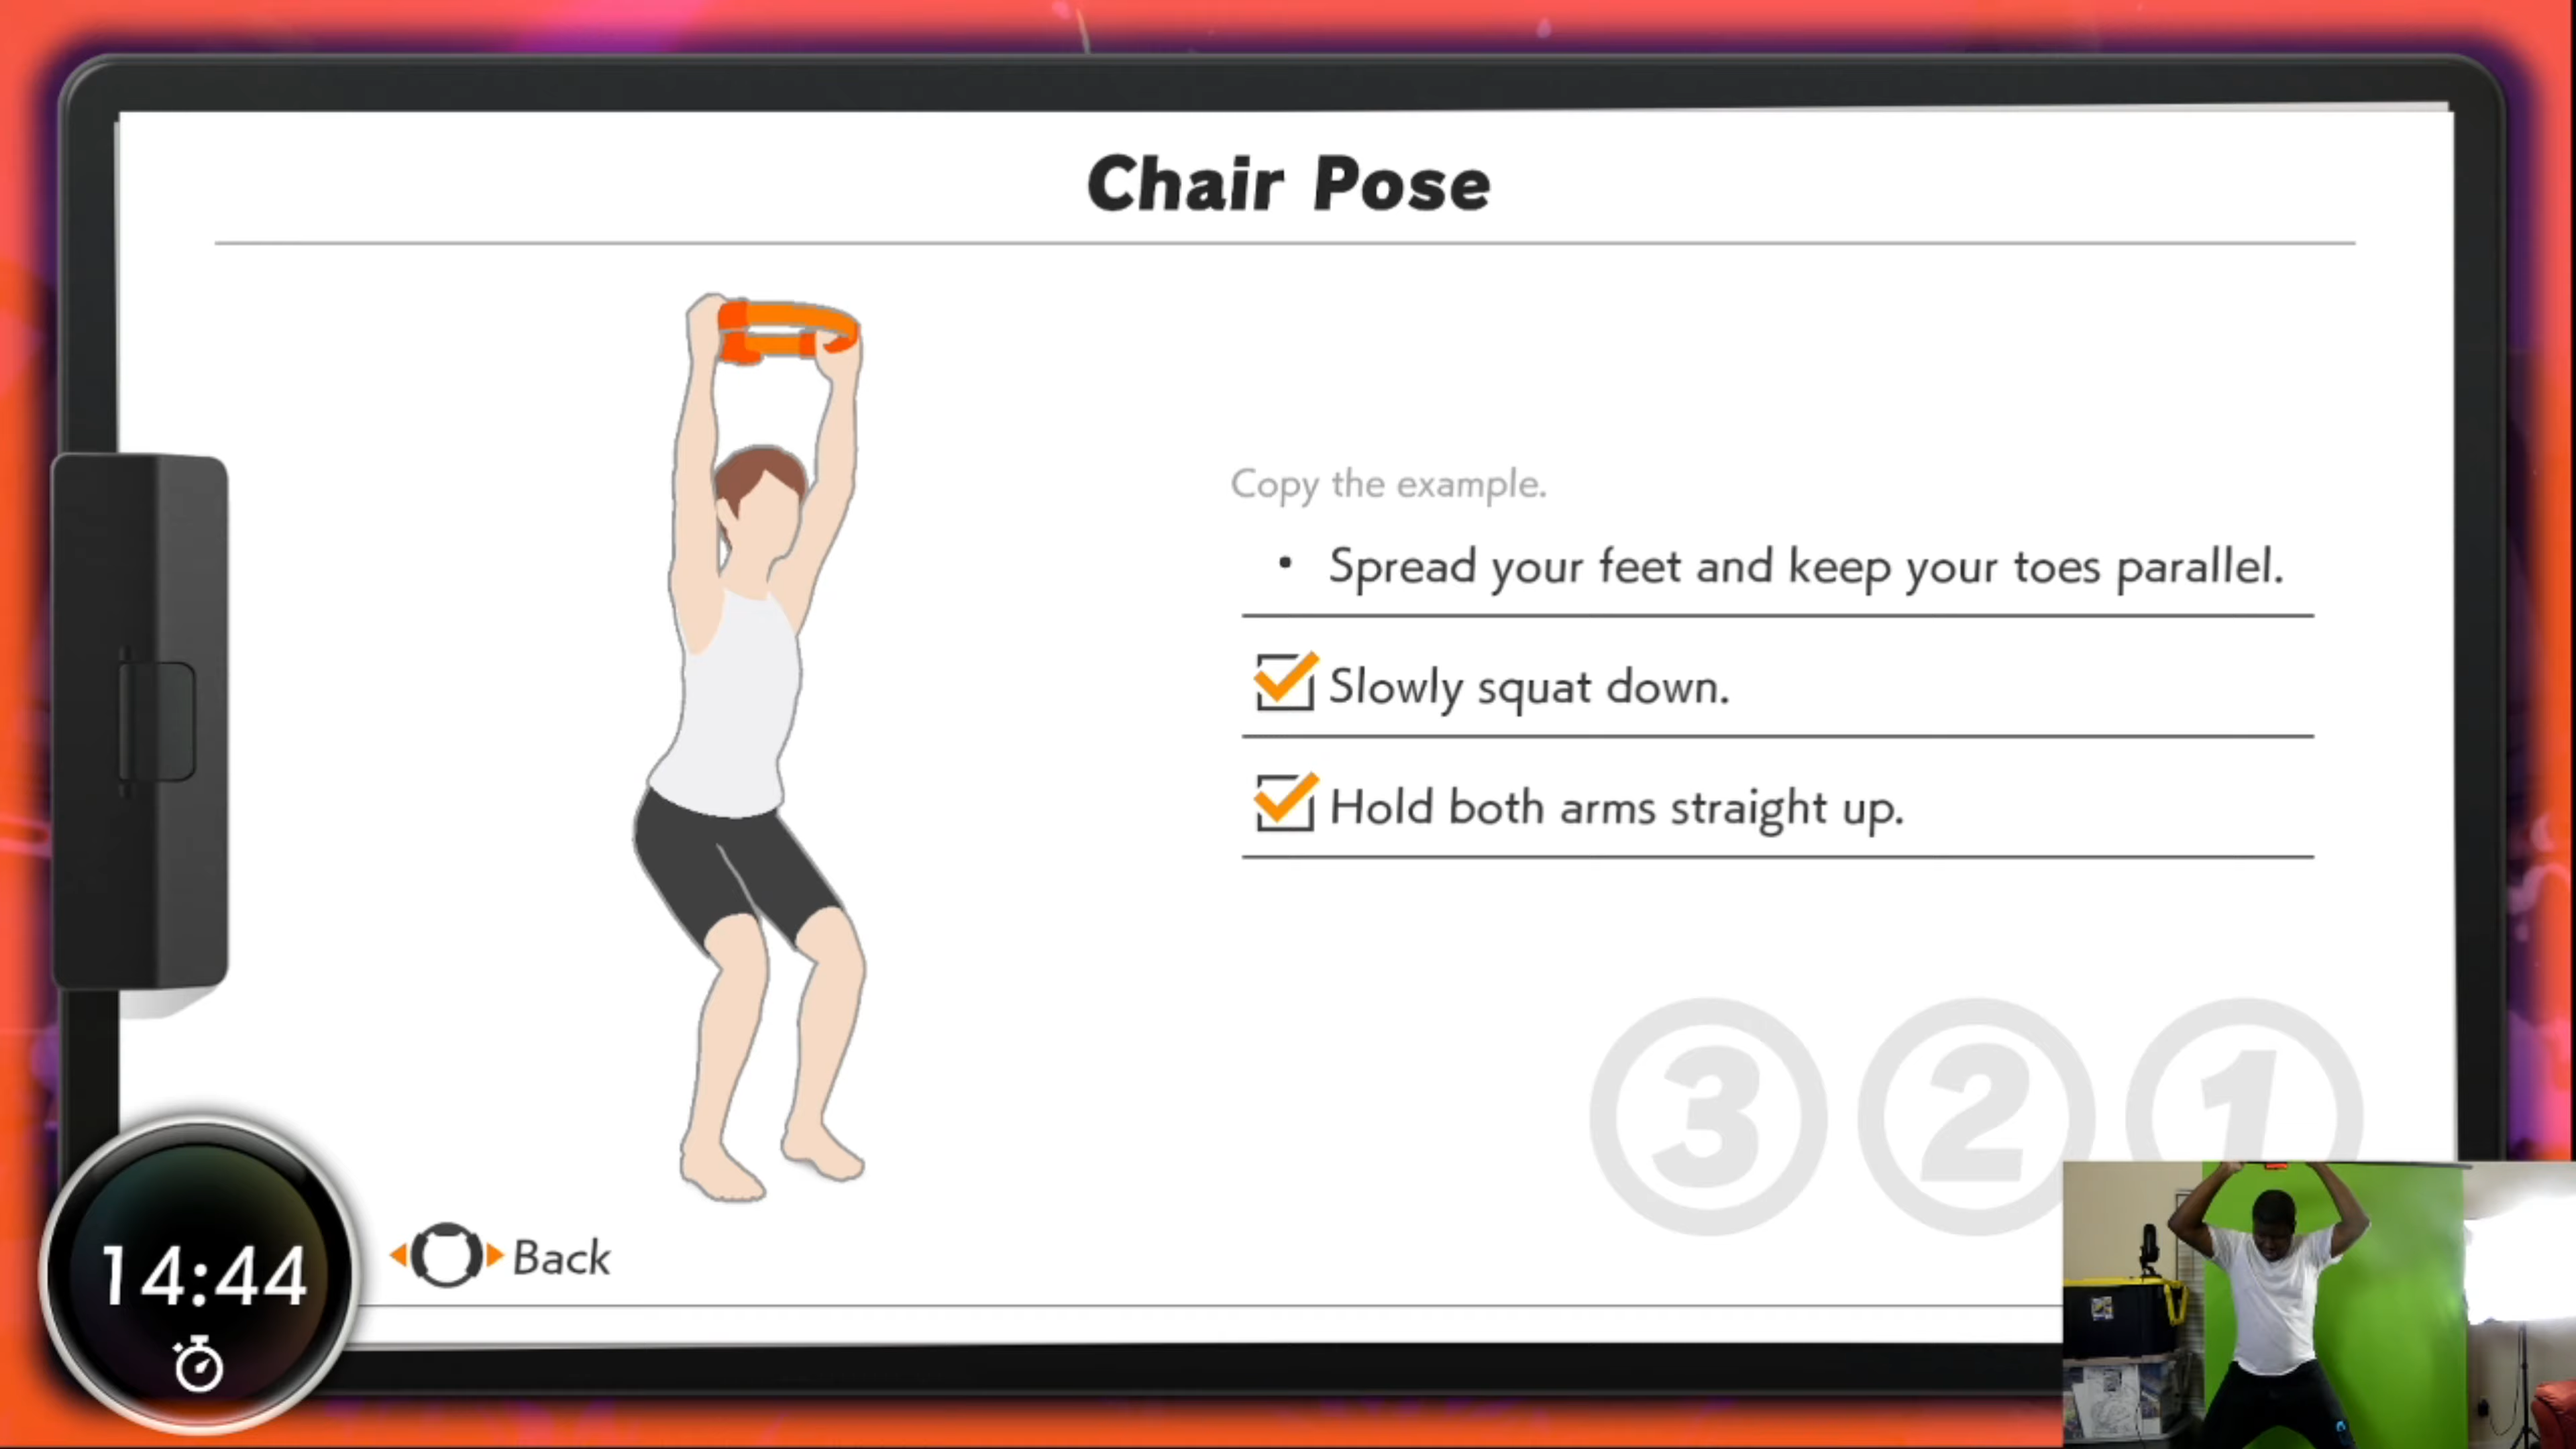 Chair Pose
Copy the example.
• Spread your feet and keep your toes parallel.
Slowly squat down.
Hold both arms straight up.
3 2 1
14:44
Back